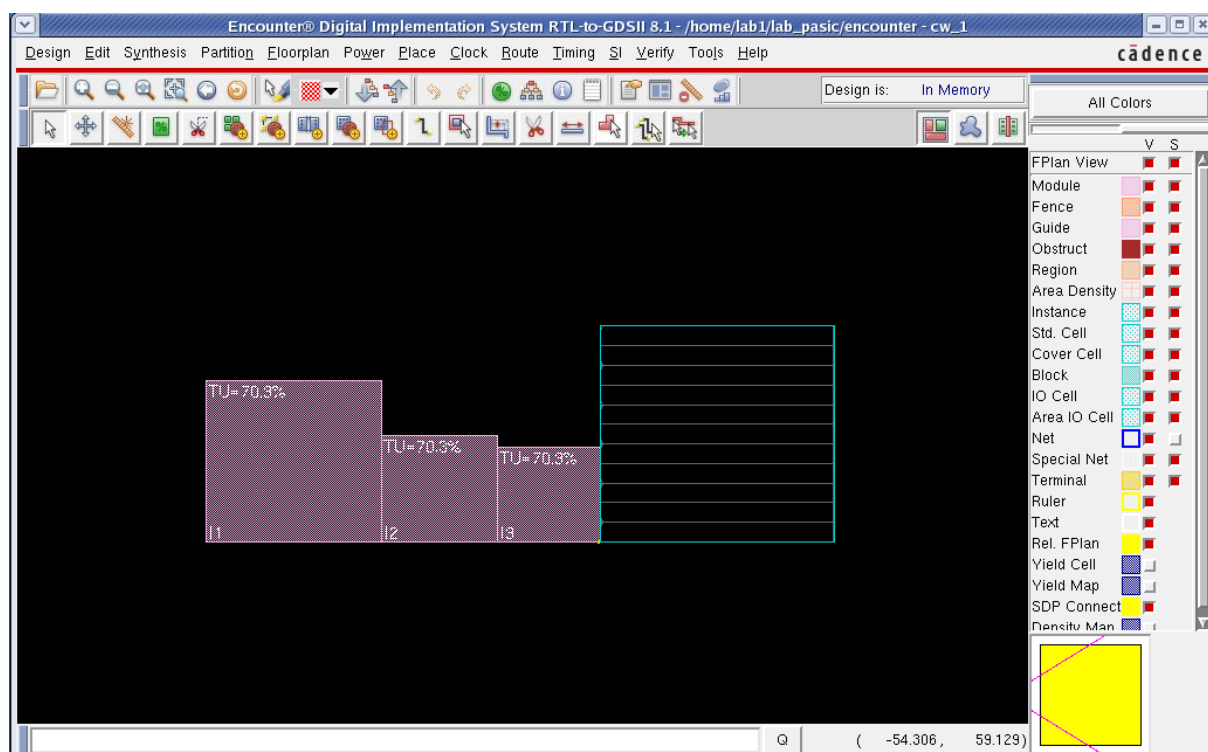 Encounter® Digital Implementation System RTL-to-GDSII 8.1 - /home/lab1/lab_pasic/encounter - cw_1
Design Edit Synthesis Partition Floorplan Power Place Clock Route Timing SI Verify Tools Help
cādence
Design is: In Memory
All Colors
V S
FPlan View
Module
Fence
Guide
Obstruct
Region
Area Density
Instance
Std. Cell
Cover Cell
Block
IO Cell
Area IO Cell
Net
Special Net
Terminal
Ruler
Text
Rel. FPlan
Yield Cell
Yield Map
SDP Connect
Density Map
TU=70.3%
TU=70.3%
TU=70.3%
I1
I2
I3
Q
( -54.306, 59.129)